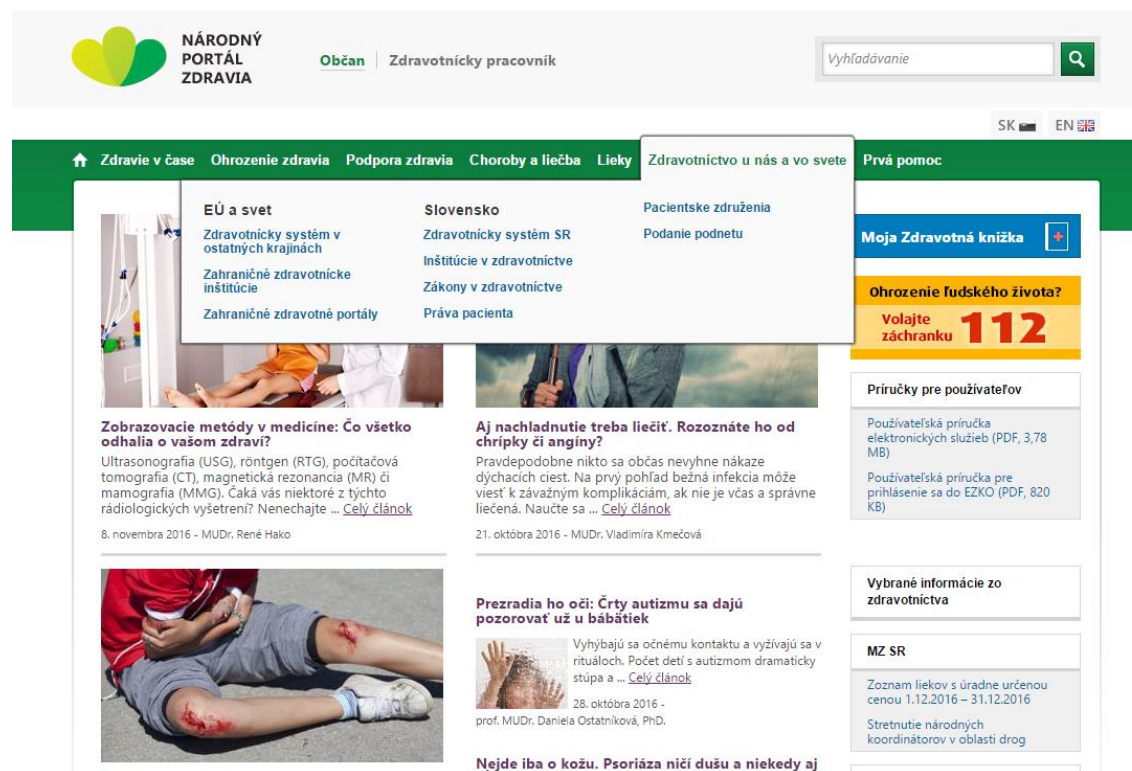 NÁRODNÝ
PORTÁL
ZDRAVIA
Občan
Zdravotnícky pracovník
Vyhľadávanie
SK
EN
Zdravie v čase
Ohrozenie zdravia
Podpora zdravia
Choroby a liečba
Lieky
Zdravotníctvo u nás a vo svete
Prvá pomoc
EÚ a svet
Zdravotnícky systém v
ostatných krajinách
Zahraničné zdravotnícke
inštitúcie
Zahraničné zdravotné portály
Slovensko
Zdravotnícky systém SR
Inštitúcie v zdravotníctve
Zákony v zdravotníctve
Práva pacienta
Pacientske združenia
Podanie podnetu
Moja Zdravotná knižka
Ohrozenie ľudského života?
Volajte
záchranku
112
Príručky pre používateľov
Používateľská príručka
elektronických služieb (PDF, 3,78
MB)
Používateľská príručka pre
prihlásenie sa do EZKO (PDF, 820
KB)
Zobrazovacie metódy v medicíne: Čo všetko
odhalia o vašom zdraví?
Ultrasonografia (USG), röntgen (RTG), počítačová
tomografia (CT), magnetická rezonancia (MR) či
mamografia (MMG). Čaká vás niektoré z týchto
rádiologických vyšetrení? Nenechajte ... Celý článok
8. novembra 2016 - MUDr. René Hako
Aj nachladnutie treba liečiť. Rozoznáte ho od
chrípky či angíny?
Pravdepodobne nikto sa občas nevyhne nákaze
dýchacích ciest. Na prvý pohľad bežná infekcia môže
viesť k závažným komplikáciám, ak nie je včas a správne
liečená. Naučte sa ... Celý článok
21. októbra 2016 - MUDr. Vladimíra Kmečová
Prezradia ho oči: Črty autizmu sa dajú
pozorovať už u bábätiek
Vyhýbajú sa očnému kontaktu a vyžívajú sa v
rituáloch. Počet detí s autizmom dramaticky
stúpa a ... Celý článok
28. októbra 2016 -
prof. MUDr. Daniela Ostatníková, PhD.
Nejde iba o kožu. Psoriáza ničí dušu a niekedy aj
Vybrané informácie zo
zdravotníctva
MZ SR
Zoznam liekov s úradne určenou
cenou 1.12.2016 – 31.12.2016
Stretnutie národných
koordinátorov v oblasti drog